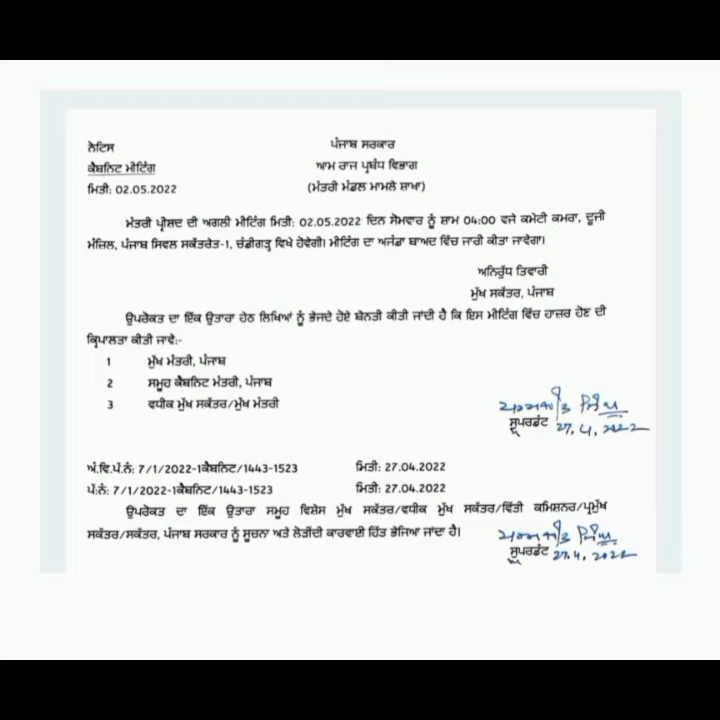 ਨੋਟਿਸ
ਪੰਜਾਬ ਸਰਕਾਰ
ਕੈਬਨਿਟ ਮੀਟਿੰਗ
ਆਮ ਰਾਜ ਪ੍ਰਬੰਧ ਵਿਭਾਗ
ਮਿਤੀ: 02.05.2022
(ਮੰਤਰੀ ਮੰਡਲ ਮਾਮਲੇ ਸ਼ਾਖਾ)
ਮੰਤਰੀ ਪ੍ਰੀਸ਼ਦ ਦੀ ਅਗਲੀ ਮੀਟਿੰਗ ਮਿਤੀ: 02.05.2022 ਦਿਨ ਸੋਮਵਾਰ ਨੂੰ ਸ਼ਾਮ 04:00 ਵਜੇ ਕਮੇਟੀ ਕਮਰਾ, ਦੂਜੀ
ਮੰਜ਼ਿਲ, ਪੰਜਾਬ ਸਿਵਲ ਸਕੱਤਰੇਤ-1, ਚੰਡੀਗੜ੍ਹ ਵਿਖੇ ਹੋਵੇਗੀ। ਮੀਟਿੰਗ ਦਾ ਅਜੰਡਾ ਬਾਅਦ ਵਿੱਚ ਜਾਰੀ ਕੀਤਾ ਜਾਵੇਗਾ।
ਅਨਿਰੁੱਧ ਤਿਵਾਰੀ
ਮੁੱਖ ਸਕੱਤਰ, ਪੰਜਾਬ
ਉਪਰੋਕਤ ਦਾ ਇੱਕ ਉਤਾਰਾ ਹੇਠ ਲਿਖਿਆਂ ਨੂੰ ਭੇਜਦੇ ਹੋਏ ਬੇਨਤੀ ਕੀਤੀ ਜਾਂਦੀ ਹੈ ਕਿ ਇਸ ਮੀਟਿੰਗ ਵਿੱਚ ਹਾਜ਼ਰ ਹੋਣ ਦੀ
ਕ੍ਰਿਪਾਲਤਾ ਕੀਤੀ ਜਾਵੇ:-
1 ਮੁੱਖ ਮੰਤਰੀ, ਪੰਜਾਬ
2 ਸਮੂਹ ਕੈਬਨਿਟ ਮੰਤਰੀ, ਪੰਜਾਬ
3 ਵਧੀਕ ਮੁੱਖ ਸਕੱਤਰ/ਮੁੱਖ ਮੰਤਰੀ
ਸਿੰਘ
ਸੂਪਰਡੰਟ 27.4.2022
ਅੰ.ਵਿ.ਪੱ.ਨੰ: 7/1/2022-1ਕੈਬਨਿਟ/1443-1523 ਮਿਤੀ: 27.04.2022
ਪੱ:ਨੰ: 7/1/2022-1ਕੈਬਨਿਟ/1443-1523 ਮਿਤੀ: 27.04.2022
ਉਪਰੋਕਤ ਦਾ ਇੱਕ ਉਤਾਰਾ ਸਮੂਹ ਵਿਸ਼ੇਸ ਮੁੱਖ ਸਕੱਤਰ/ਵਧੀਕ ਮੁੱਖ ਸਕੱਤਰ/ਵਿੱਤੀ ਕਮਿਸ਼ਨਰ/ਪ੍ਰਮੁੱਖ
ਸਕੱਤਰ/ਸਕੱਤਰ, ਪੰਜਾਬ ਸਰਕਾਰ ਨੂੰ ਸੂਚਨਾ ਅਤੇ ਲੋੜੀਂਦੀ ਕਾਰਵਾਈ ਹਿੱਤ ਭੇਜਿਆ ਜਾਂਦਾ ਹੈ।
ਸਿੰਘ
ਸੂਪਰਡੰਟ 27.4.2022